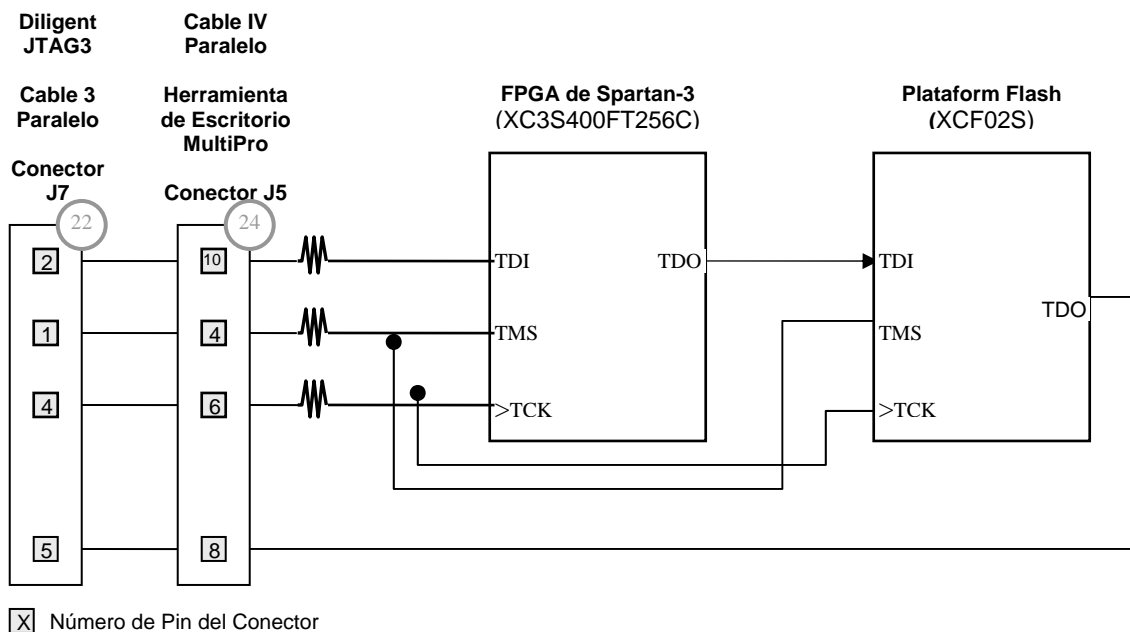 Diligent
JTAG3
Cable 3
Paralelo
Conector
J7
Cable IV
Paralelo
Herramienta
de Escritorio
MultiPro
Conector J5
FPGA de Spartan-3
(XC3S400FT256C)
Plataform Flash
(XCF02S)
22
24
2
10
TDI
TDO
TDI
TDO
1
4
TMS
TMS
4
6
>TCK
>TCK
5
8
X Número de Pin del Conector